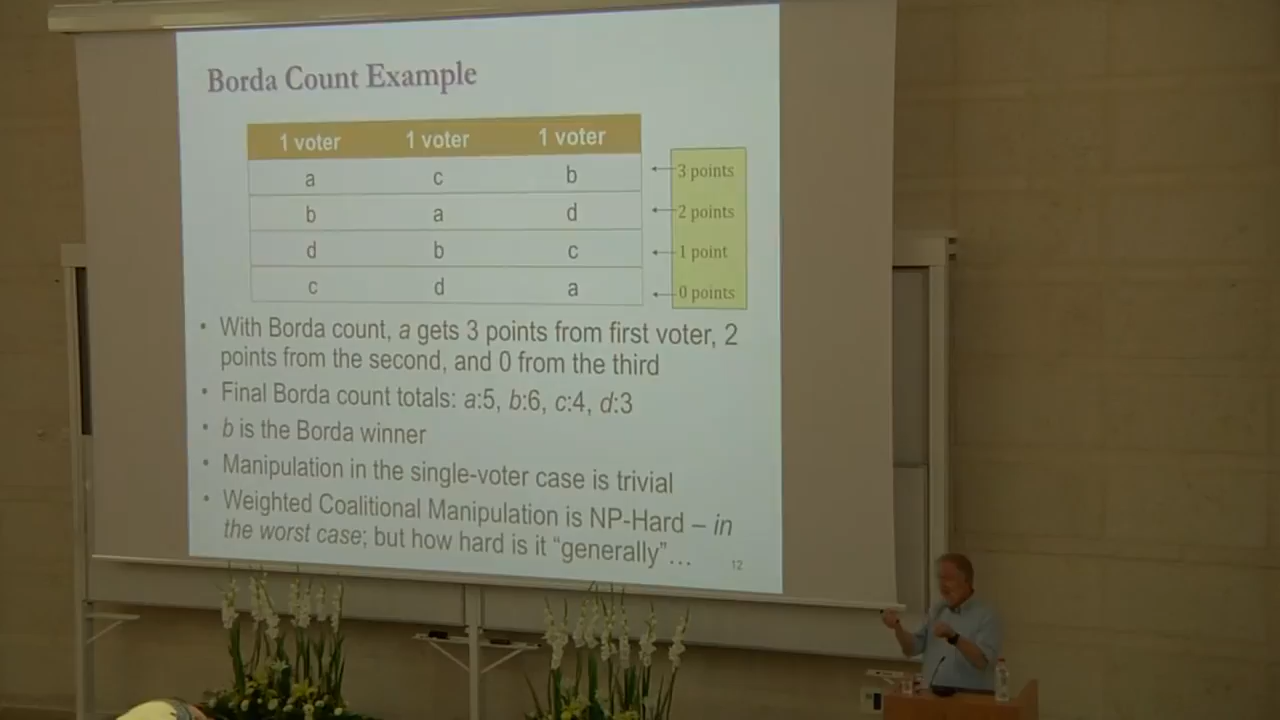 Borda Count Example
1 voter 1 voter 1 voter
a c b 3 points
b a d 2 points
d b c 1 point
c d a 0 points
• With Borda count, a gets 3 points from first voter, 2
points from the second, and 0 from the third
• Final Borda count totals: a:5, b:6, c:4, d:3
• b is the Borda winner
• Manipulation in the single-voter case is trivial
• Weighted Coalitional Manipulation is NP-Hard – in
the worst case; but how hard is it “generally”…
12